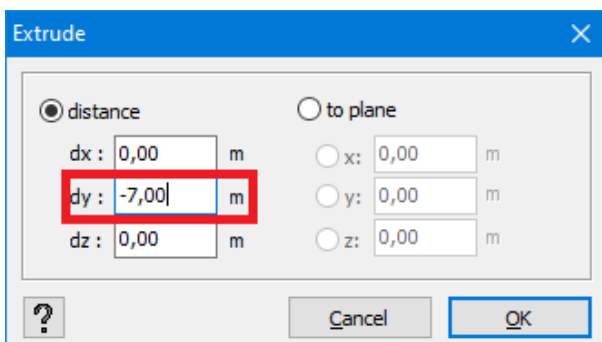 Extrude
distance to plane
dx : 0,00 m x: 0,00 m
dy : -7,00 m y: 0,00 m
dz : 0,00 m z: 0,00 m
? Cancel OK